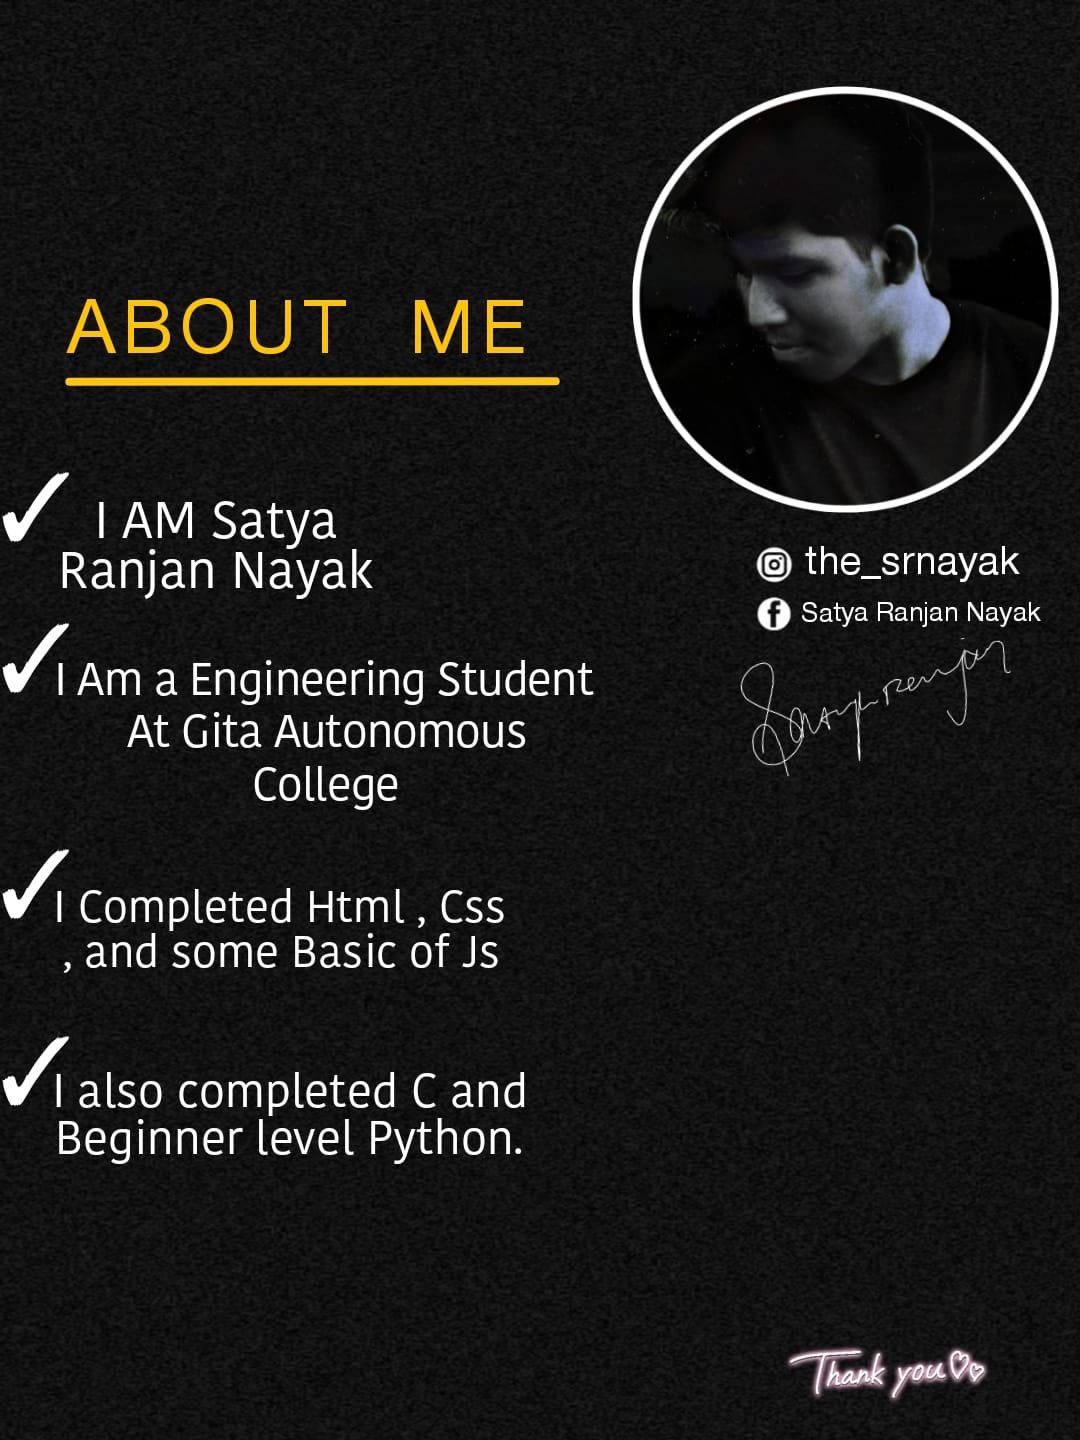 ABOUT ME
I AM Satya
Ranjan Nayak
I Am a Engineering Student
At Gita Autonomous
College
I Completed Html , Css
, and some Basic of Js
I also completed C and
Beginner level Python.
the_srnayak
Satya Ranjan Nayak
Satyaranjan
Thank you